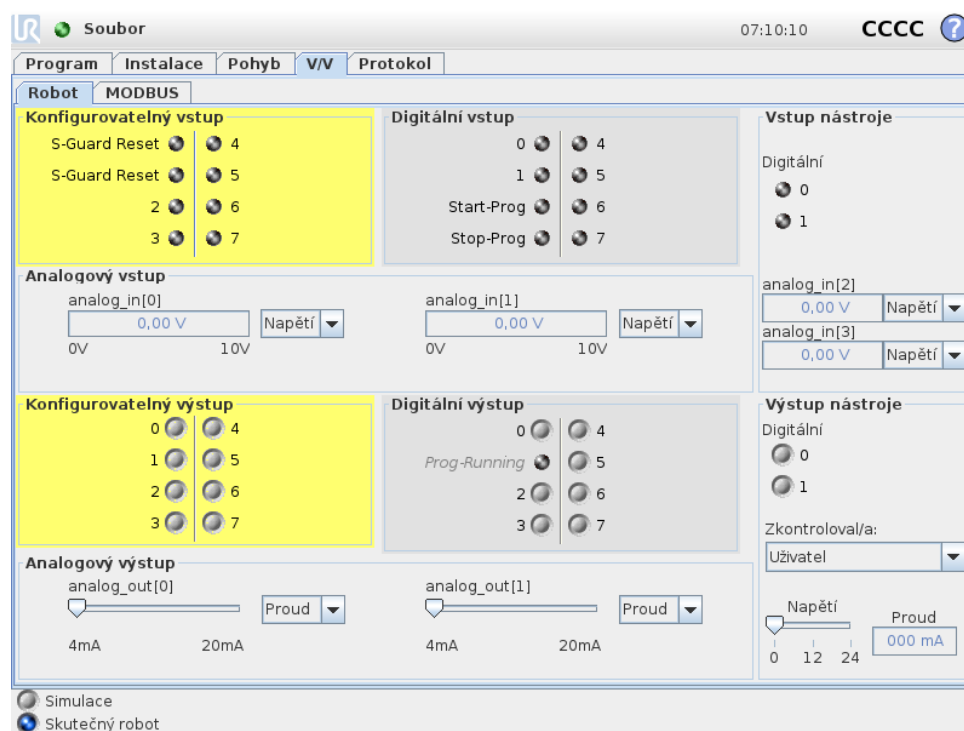 UR Soubor 07:10:10 CCCC ?
Program Instalace Pohyb V/V Protokol
Robot MODBUS
Konfigurovatelný vstup
S-Guard Reset 4
S-Guard Reset 5
2 6
3 7
Digitální vstup
0 4
1 5
Start-Prog 6
Stop-Prog 7
Vstup nástroje
Digitální
0
1
analog_in[2]
0,00 V Napětí
analog_in[3]
0,00 V Napětí
Analogový vstup
analog_in[0]
0,00 V Napětí
0V 10V
analog_in[1]
0,00 V Napětí
0V 10V
Konfigurovatelný výstup
0 4
1 5
2 6
3 7
Digitální výstup
0 4
Prog-Running 5
2 6
3 7
Výstup nástroje
Digitální
0
1
Zkontroloval/a:
Uživatel
Napětí
0 12 24
Proud
000 mA
Analogový výstup
analog_out[0]
Proud
4mA 20mA
analog_out[1]
Proud
4mA 20mA
Simulace
Skutečný robot